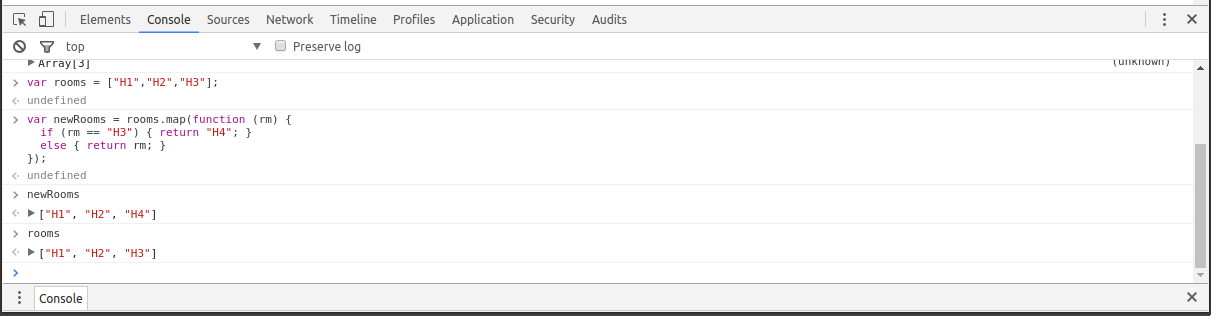 Elements Console Sources Network Timeline Profiles Application Security Audits
top Preserve log
Array[3] (unknown)
var rooms = ["H1","H2","H3"];
undefined
var newRooms = rooms.map(function (rm) {
if (rm == "H3") { return "H4"; }
else { return rm; }
});
undefined
newRooms
["H1", "H2", "H4"]
rooms
["H1", "H2", "H3"]
Console